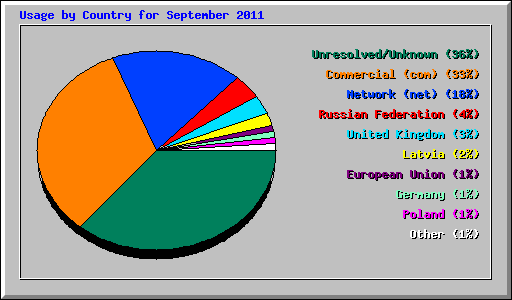 Usage by Country for September 2011
Unresolved/Unknown (36%)
Commercial (com) (33%)
Network (net) (18%)
Russian Federation (4%)
United Kingdom (3%)
Latvia (2%)
European Union (1%)
Germany (1%)
Poland (1%)
Other (1%)